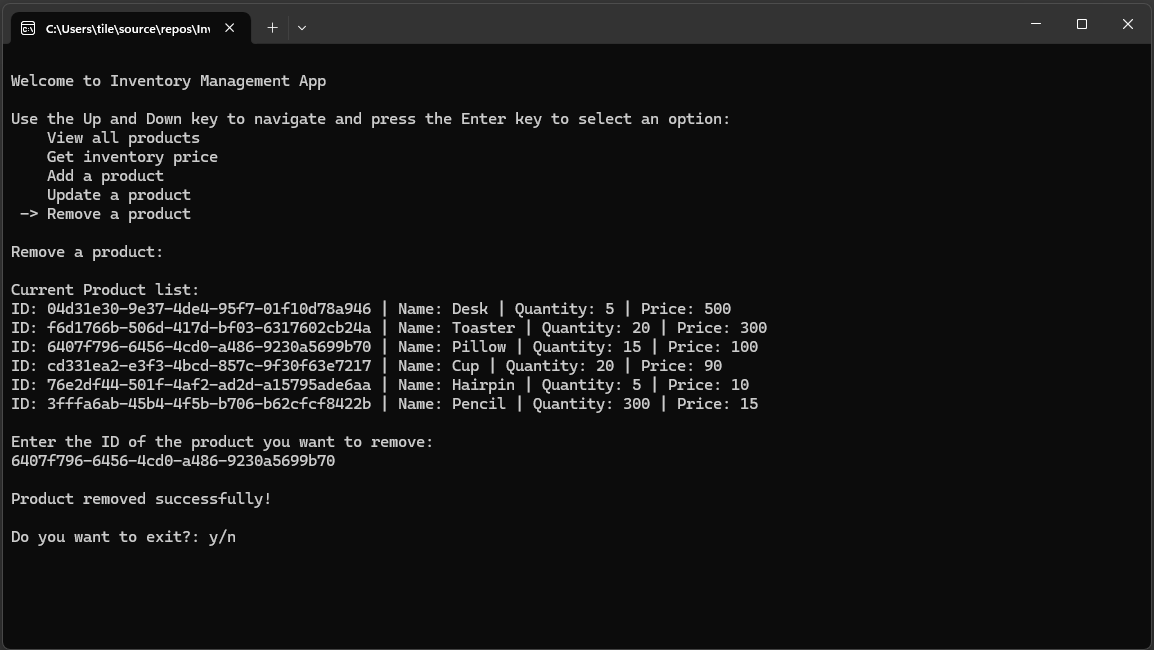 C:\Users\tile\source\repos\Inv
Welcome to Inventory Management App
Use the Up and Down key to navigate and press the Enter key to select an option:
View all products
Get inventory price
Add a product
Update a product
-> Remove a product
Remove a product:
Current Product list:
ID: 04d31e30-9e37-4de4-95f7-01f10d78a946 | Name: Desk | Quantity: 5 | Price: 500
ID: f6d1766b-506d-417d-bf03-6317602cb24a | Name: Toaster | Quantity: 20 | Price: 300
ID: 6407f796-6456-4cd0-a486-9230a5699b70 | Name: Pillow | Quantity: 15 | Price: 100
ID: cd331ea2-e3f3-4bcd-857c-9f30f63e7217 | Name: Cup | Quantity: 20 | Price: 90
ID: 76e2df44-501f-4af2-ad2d-a15795ade6aa | Name: Hairpin | Quantity: 5 | Price: 10
ID: 3fffa6ab-45b4-4f5b-b706-b62cfcf8422b | Name: Pencil | Quantity: 300 | Price: 15
Enter the ID of the product you want to remove:
6407f796-6456-4cd0-a486-9230a5699b70
Product removed successfully!
Do you want to exit?: y/n